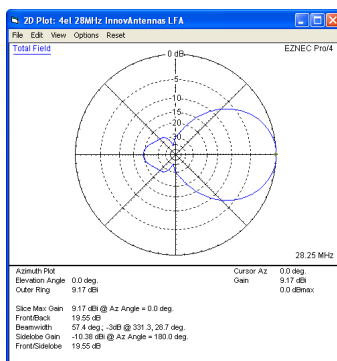 2D Plot: 4el 28MHz InnovAntennas LFA
File Edit View Options Reset
Total Field
EZNEC Pro/4
0 dB
-5
-10
-15
-20
-30
28.25 MHz
Azimuth Plot
Elevation Angle 0.0 deg.
Outer Ring 9.17 dBi
Cursor Az 0.0 deg.
Gain 9.17 dBi
0.0 dBmax
Slice Max Gain 9.17 dBi @ Az Angle = 0.0 deg.
Front/Back 19.55 dB
Beamwidth 57.4 deg.; -3dB @ 331.3, 28.7 deg.
Sidelobe Gain -10.38 dBi @ Az Angle = 180.0 deg.
Front/Sidelobe 19.55 dB